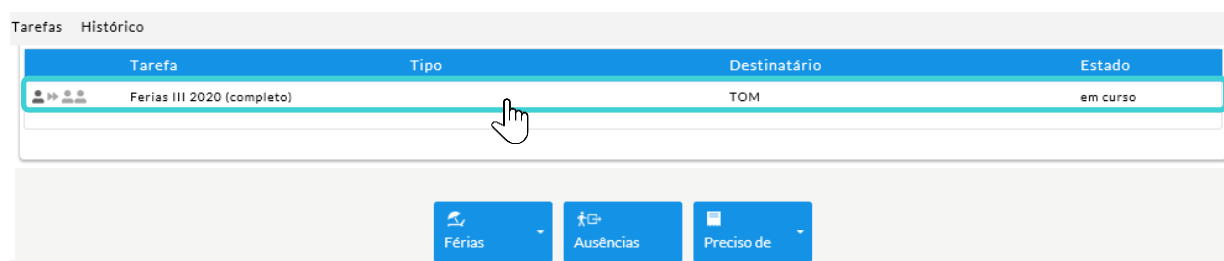 Tarefas Histórico
Tarefa Tipo Destinatário Estado
Ferias III 2020 (completo) TOM em curso
Férias Ausências Preciso de